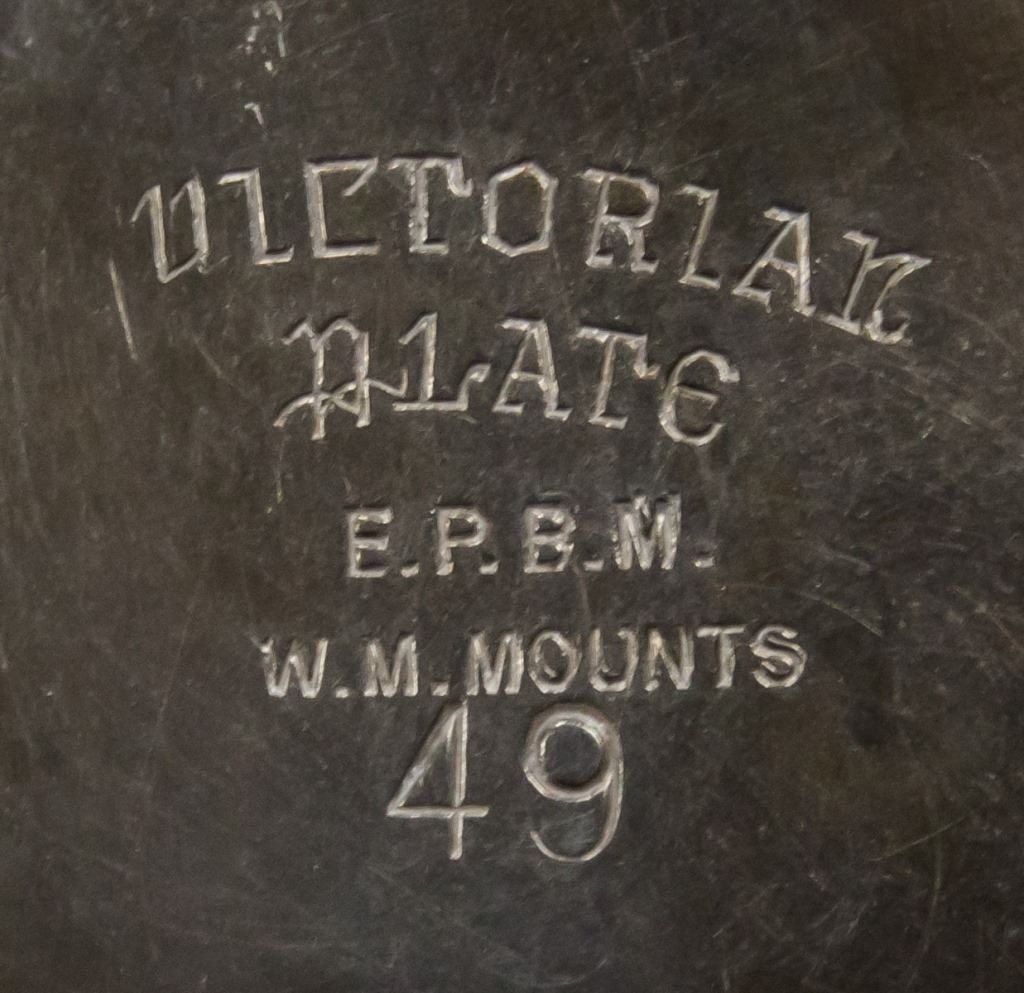 VICTORIAN
PLATE
E.P.B.M.
W.M.MOUNTS
49